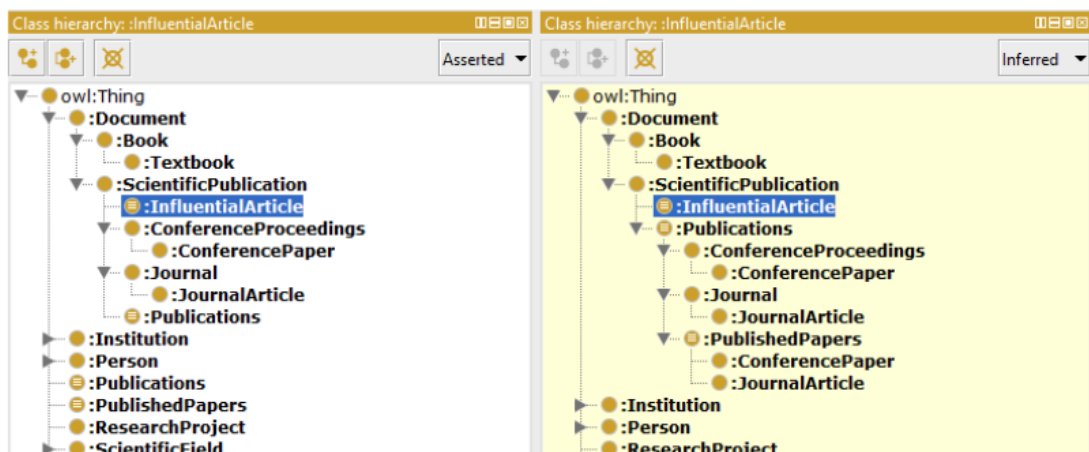 Class hierarchy: :InfluentialArticle
Asserted
owl:Thing
:Document
:Book
:Textbook
:ScientificPublication
:InfluentialArticle
:ConferenceProceedings
:ConferencePaper
:Journal
:JournalArticle
:Publications
:Institution
:Person
:Publications
:PublishedPapers
:ResearchProject
:ScientificField
Class hierarchy: :InfluentialArticle
Inferred
owl:Thing
:Document
:Book
:Textbook
:ScientificPublication
:InfluentialArticle
:Publications
:ConferenceProceedings
:ConferencePaper
:Journal
:JournalArticle
:PublishedPapers
:ConferencePaper
:JournalArticle
:Institution
:Person
:ResearchProject